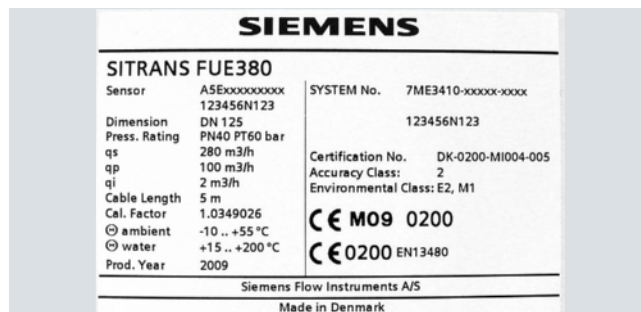 SIEMENS
SITRANS FUE380
Sensor A5Exxxxxxxxx
123456N123
Dimension DN 125
Press. Rating PN40 PT60 bar
qs 280 m3/h
qp 100 m3/h
qi 2 m3/h
Cable Length 5 m
Cal. Factor 1.0349026
Θ ambient -10 .. +55 °C
Θ water +15 .. +200 °C
Prod. Year 2009
SYSTEM No. 7ME3410-xxxxx-xxxx
123456N123
Certification No. DK-0200-MI004-005
Accuracy Class: 2
Environmental Class: E2, M1
CE M09 0200
CE 0200 EN13480
Siemens Flow Instruments A/S
Made in Denmark